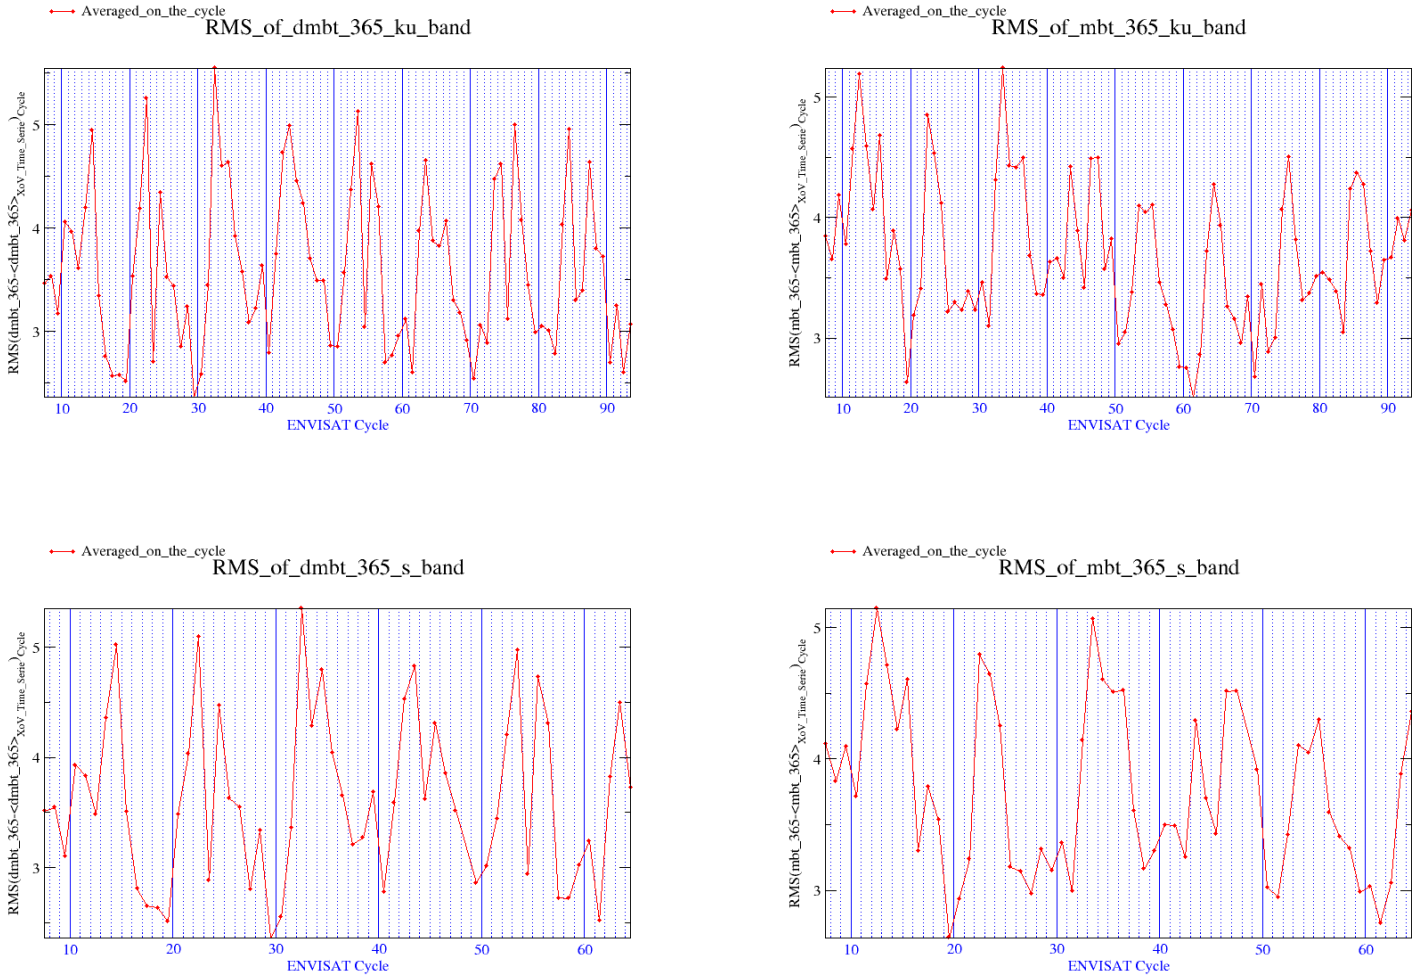 Averaged_on_the_cycle
RMS_of_dmbt_365_ku_band
RMS(dmbt_365-<dmbt_365>XoV_Time_Serie)Cycle
5
4
3
10 20 30 40 50 60 70 80 90
ENVISAT Cycle
Averaged_on_the_cycle
RMS_of_mbt_365_ku_band
RMS(mbt_365-<mbt_365>XoV_Time_Serie)Cycle
5
4
3
10 20 30 40 50 60 70 80 90
ENVISAT Cycle
Averaged_on_the_cycle
RMS_of_dmbt_365_s_band
RMS(dmbt_365-<dmbt_365>XoV_Time_Serie)Cycle
5
4
3
10 20 30 40 50 60
ENVISAT Cycle
Averaged_on_the_cycle
RMS_of_mbt_365_s_band
RMS(mbt_365-<mbt_365>XoV_Time_Serie)Cycle
5
4
3
10 20 30 40 50 60
ENVISAT Cycle